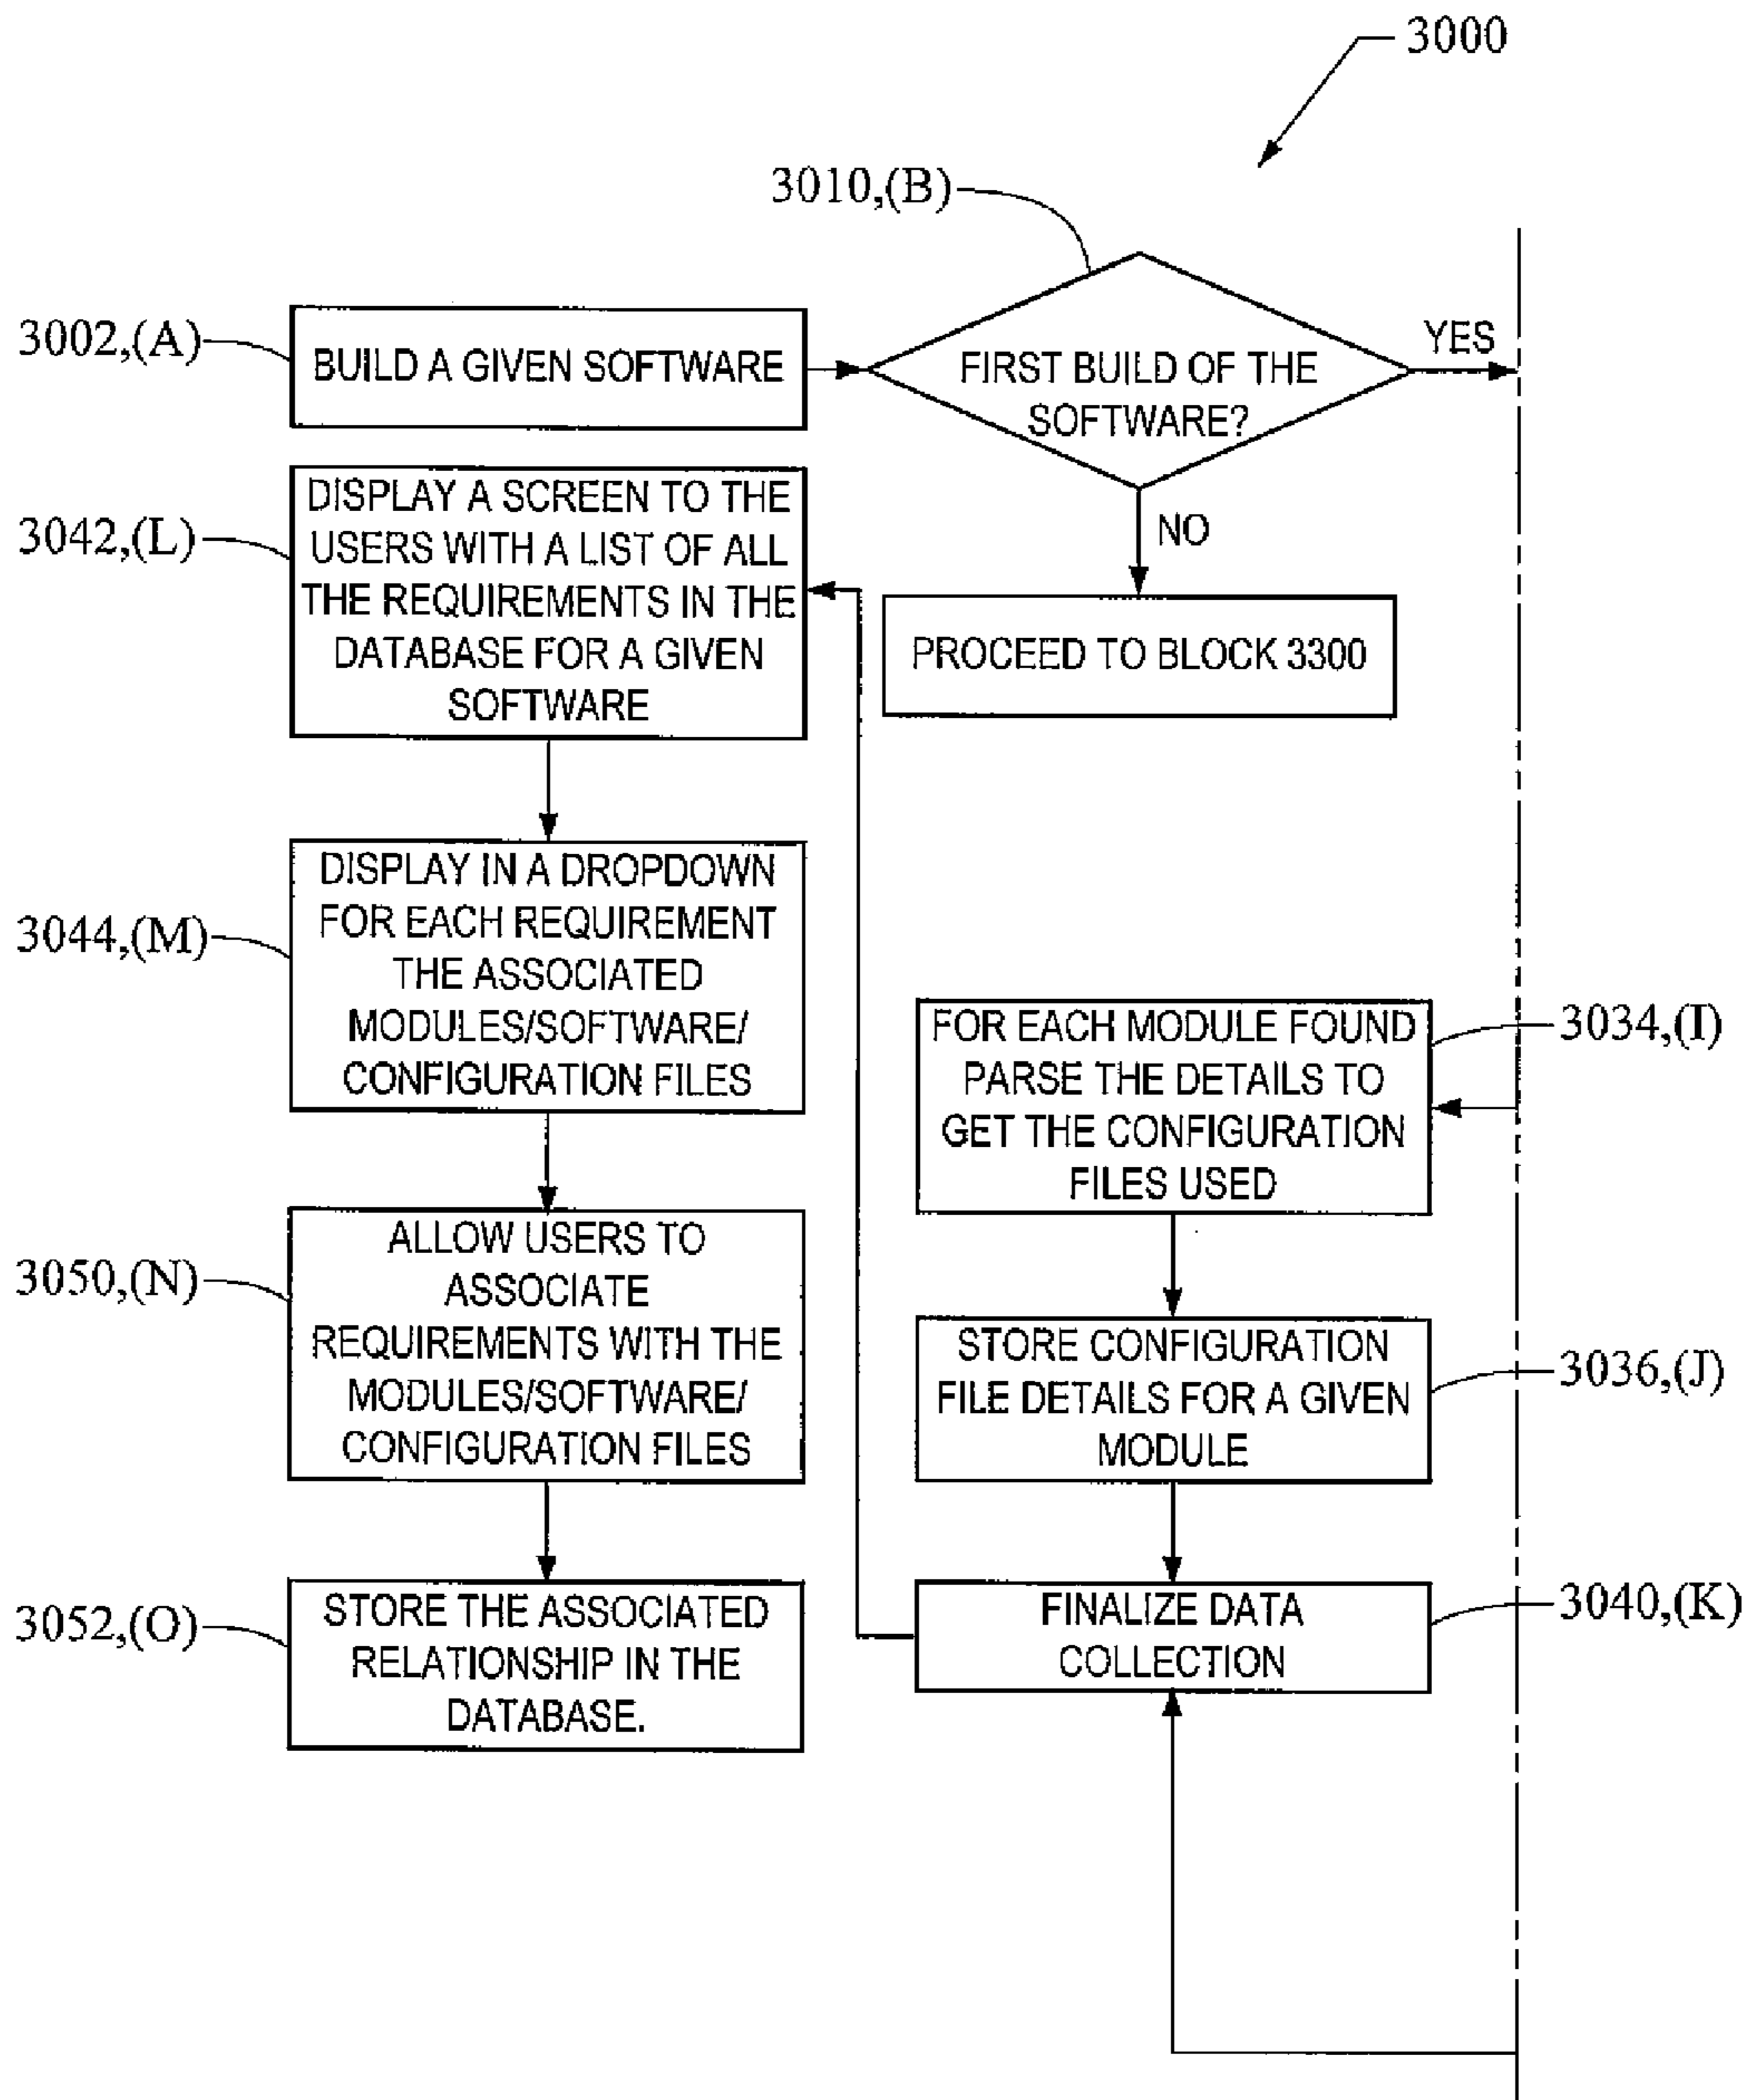 3000
3010,(B)
3002,(A)
BUILD A GIVEN SOFTWARE
FIRST BUILD OF THE
SOFTWARE?
YES
NO
PROCEED TO BLOCK 3300
3042,(L)
DISPLAY A SCREEN TO THE
USERS WITH A LIST OF ALL
THE REQUIREMENTS IN THE
DATABASE FOR A GIVEN
SOFTWARE
3044,(M)
DISPLAY IN A DROPDOWN
FOR EACH REQUIREMENT
THE ASSOCIATED
MODULES/SOFTWARE/
CONFIGURATION FILES
3050,(N)
ALLOW USERS TO
ASSOCIATE
REQUIREMENTS WITH THE
MODULES/SOFTWARE/
CONFIGURATION FILES
3052,(O)
STORE THE ASSOCIATED
RELATIONSHIP IN THE
DATABASE.
FOR EACH MODULE FOUND
PARSE THE DETAILS TO
GET THE CONFIGURATION
FILES USED
3034,(I)
STORE CONFIGURATION
FILE DETAILS FOR A GIVEN
MODULE
3036,(J)
FINALIZE DATA
COLLECTION
3040,(K)